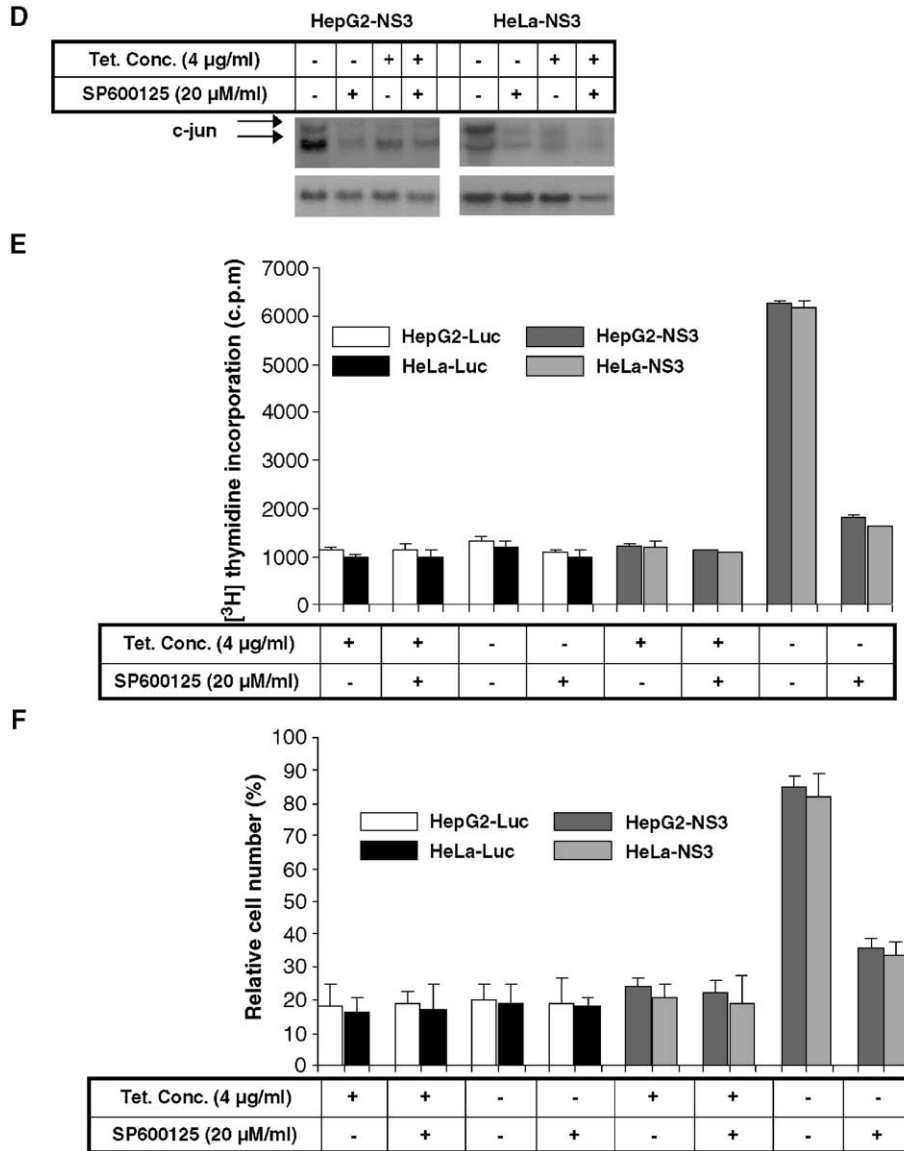 D
HepG2-NS3 HeLa-NS3
Tet. Conc. (4 µg/ml) - - + + - - + +
SP600125 (20 µM/ml) - + - + - + - +
c-jun
E
[³H] thymidine incorporation (c.p.m)
7000
6000
5000
4000
3000
2000
1000
0
HepG2-Luc HepG2-NS3
HeLa-Luc HeLa-NS3
Tet. Conc. (4 µg/ml) + + - - + + - -
SP600125 (20 µM/ml) - + - + - + - +
F
Relative cell number (%)
100
90
80
70
60
50
40
30
20
10
0
HepG2-Luc HepG2-NS3
HeLa-Luc HeLa-NS3
Tet. Conc. (4 µg/ml) + + - - + + - -
SP600125 (20 µM/ml) - + - + - + - +